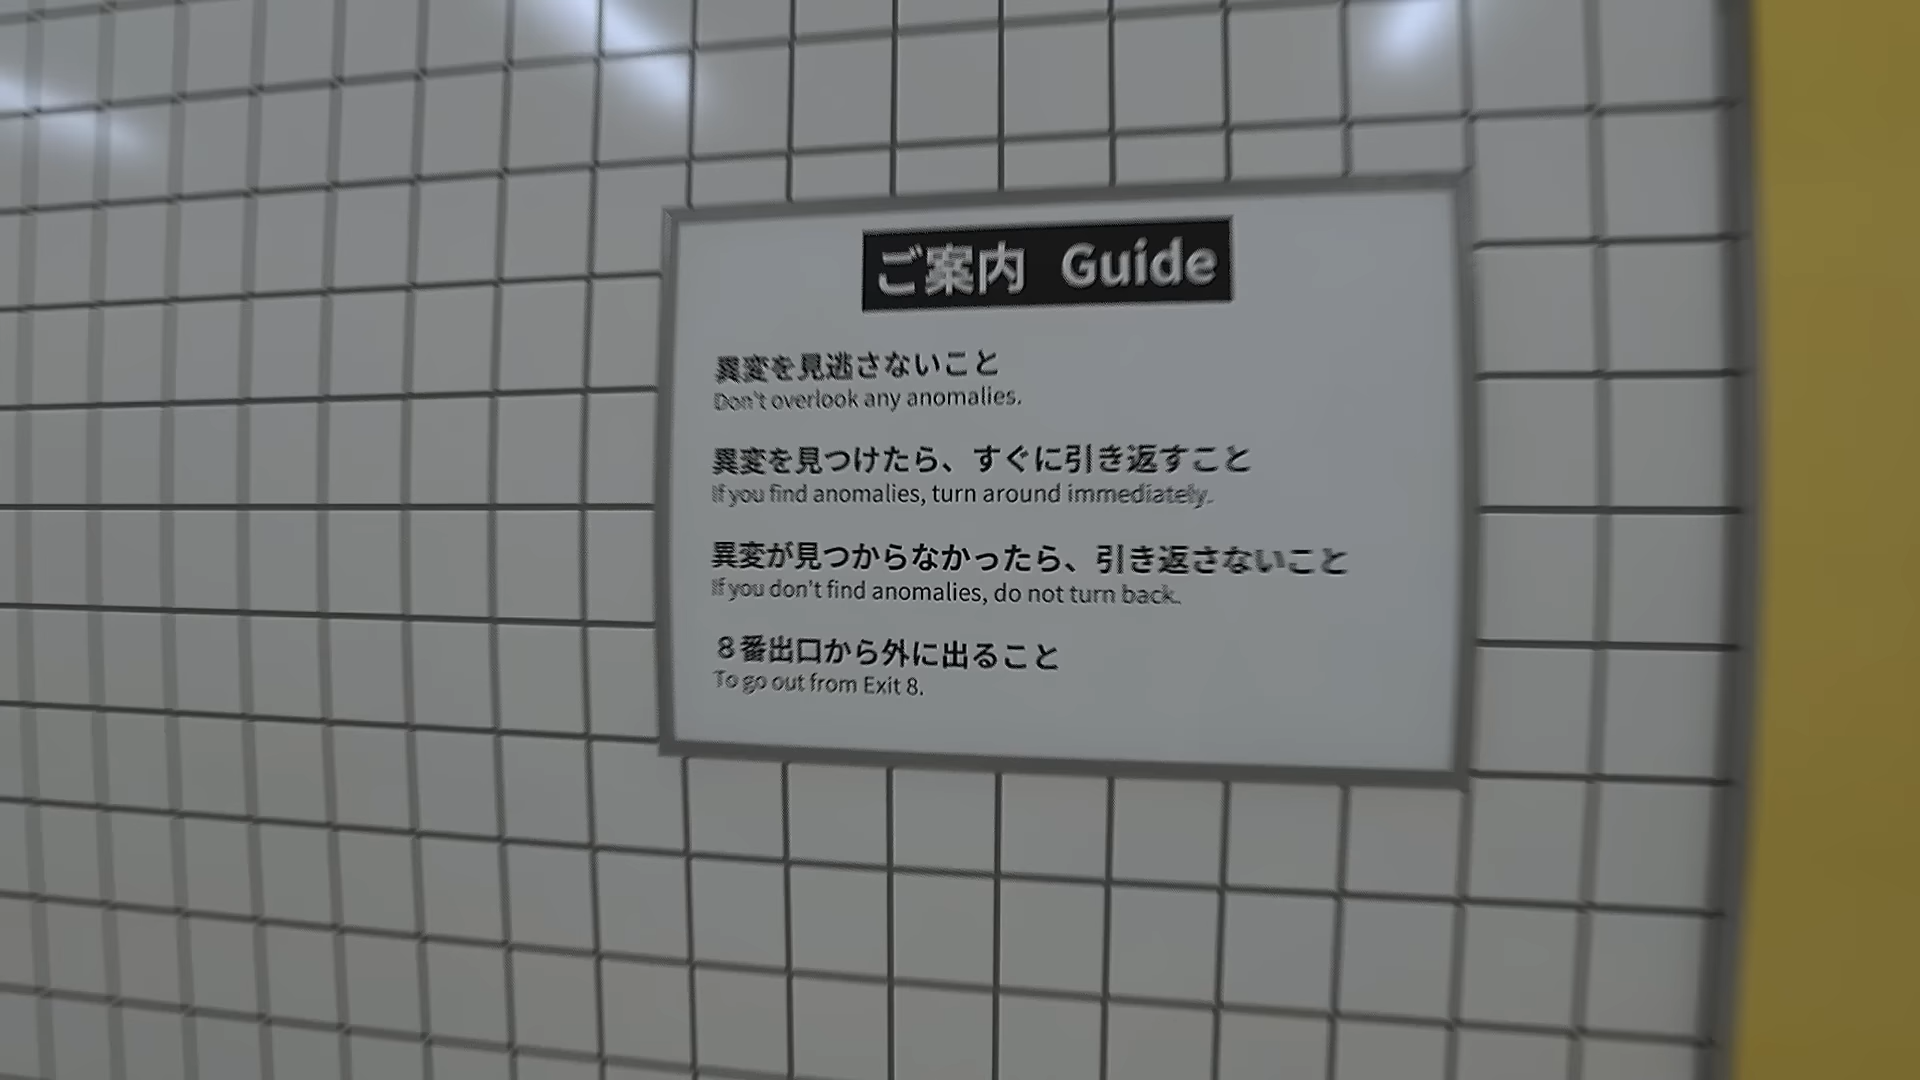 ご案内 Guide
異変を見逃さないこと
Don't overlook any anomalies.
異変を見つけたら、すぐに引き返すこと
If you find anomalies, turn around immediately.
異変が見つからなかったら、引き返さないこと
If you don't find anomalies, do not turn back.
８番出口から外に出ること
To go out from Exit 8.